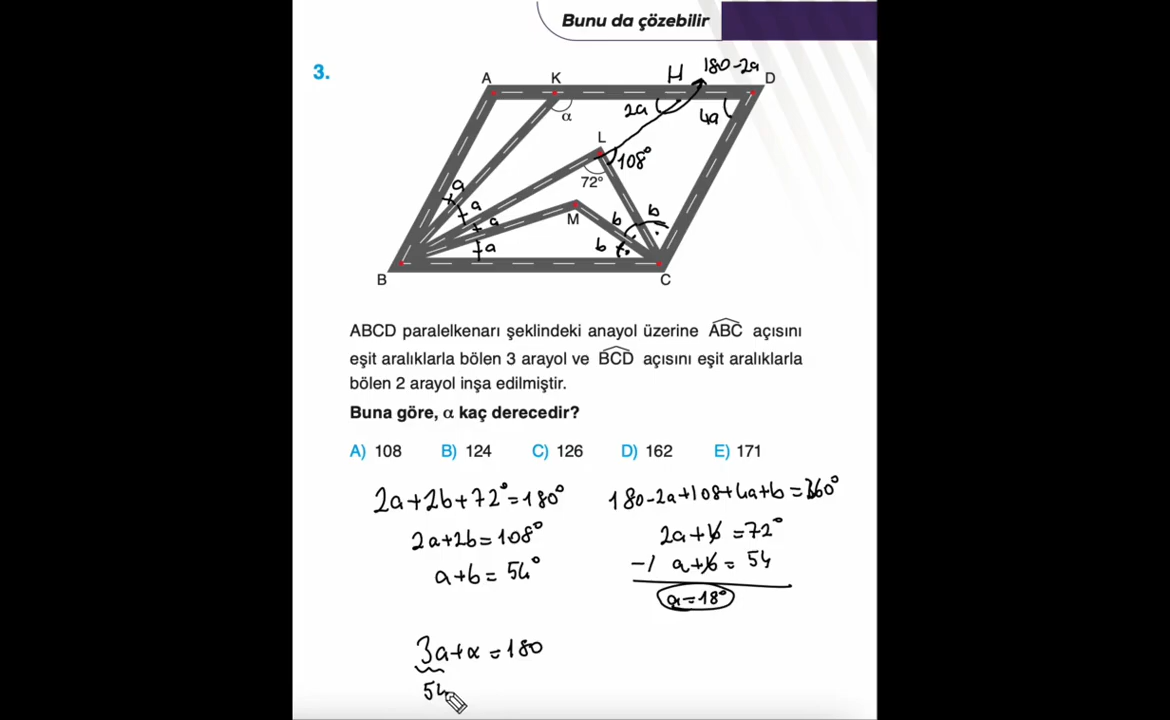 Bunu da çözebilir
3.
A K H 180-2a D
2a 4a
α
L
108°
72°
a
a
a
a
M
b b
b
B C
ABCD paralelkenarı şeklindeki anayol üzerine ABC açısını
eşit aralıklarla bölen 3 arayol ve BCD açısını eşit aralıklarla
bölen 2 arayol inşa edilmiştir.
Buna göre, α kaç derecedir?
A) 108 B) 124 C) 126 D) 162 E) 171
2a+2b+72°=180° 180-2a+108+4a+b=360°
2a+2b=108° 2a+b=72°
a+b=54° -1 a+b=54
a=18°
3a+α=180
54